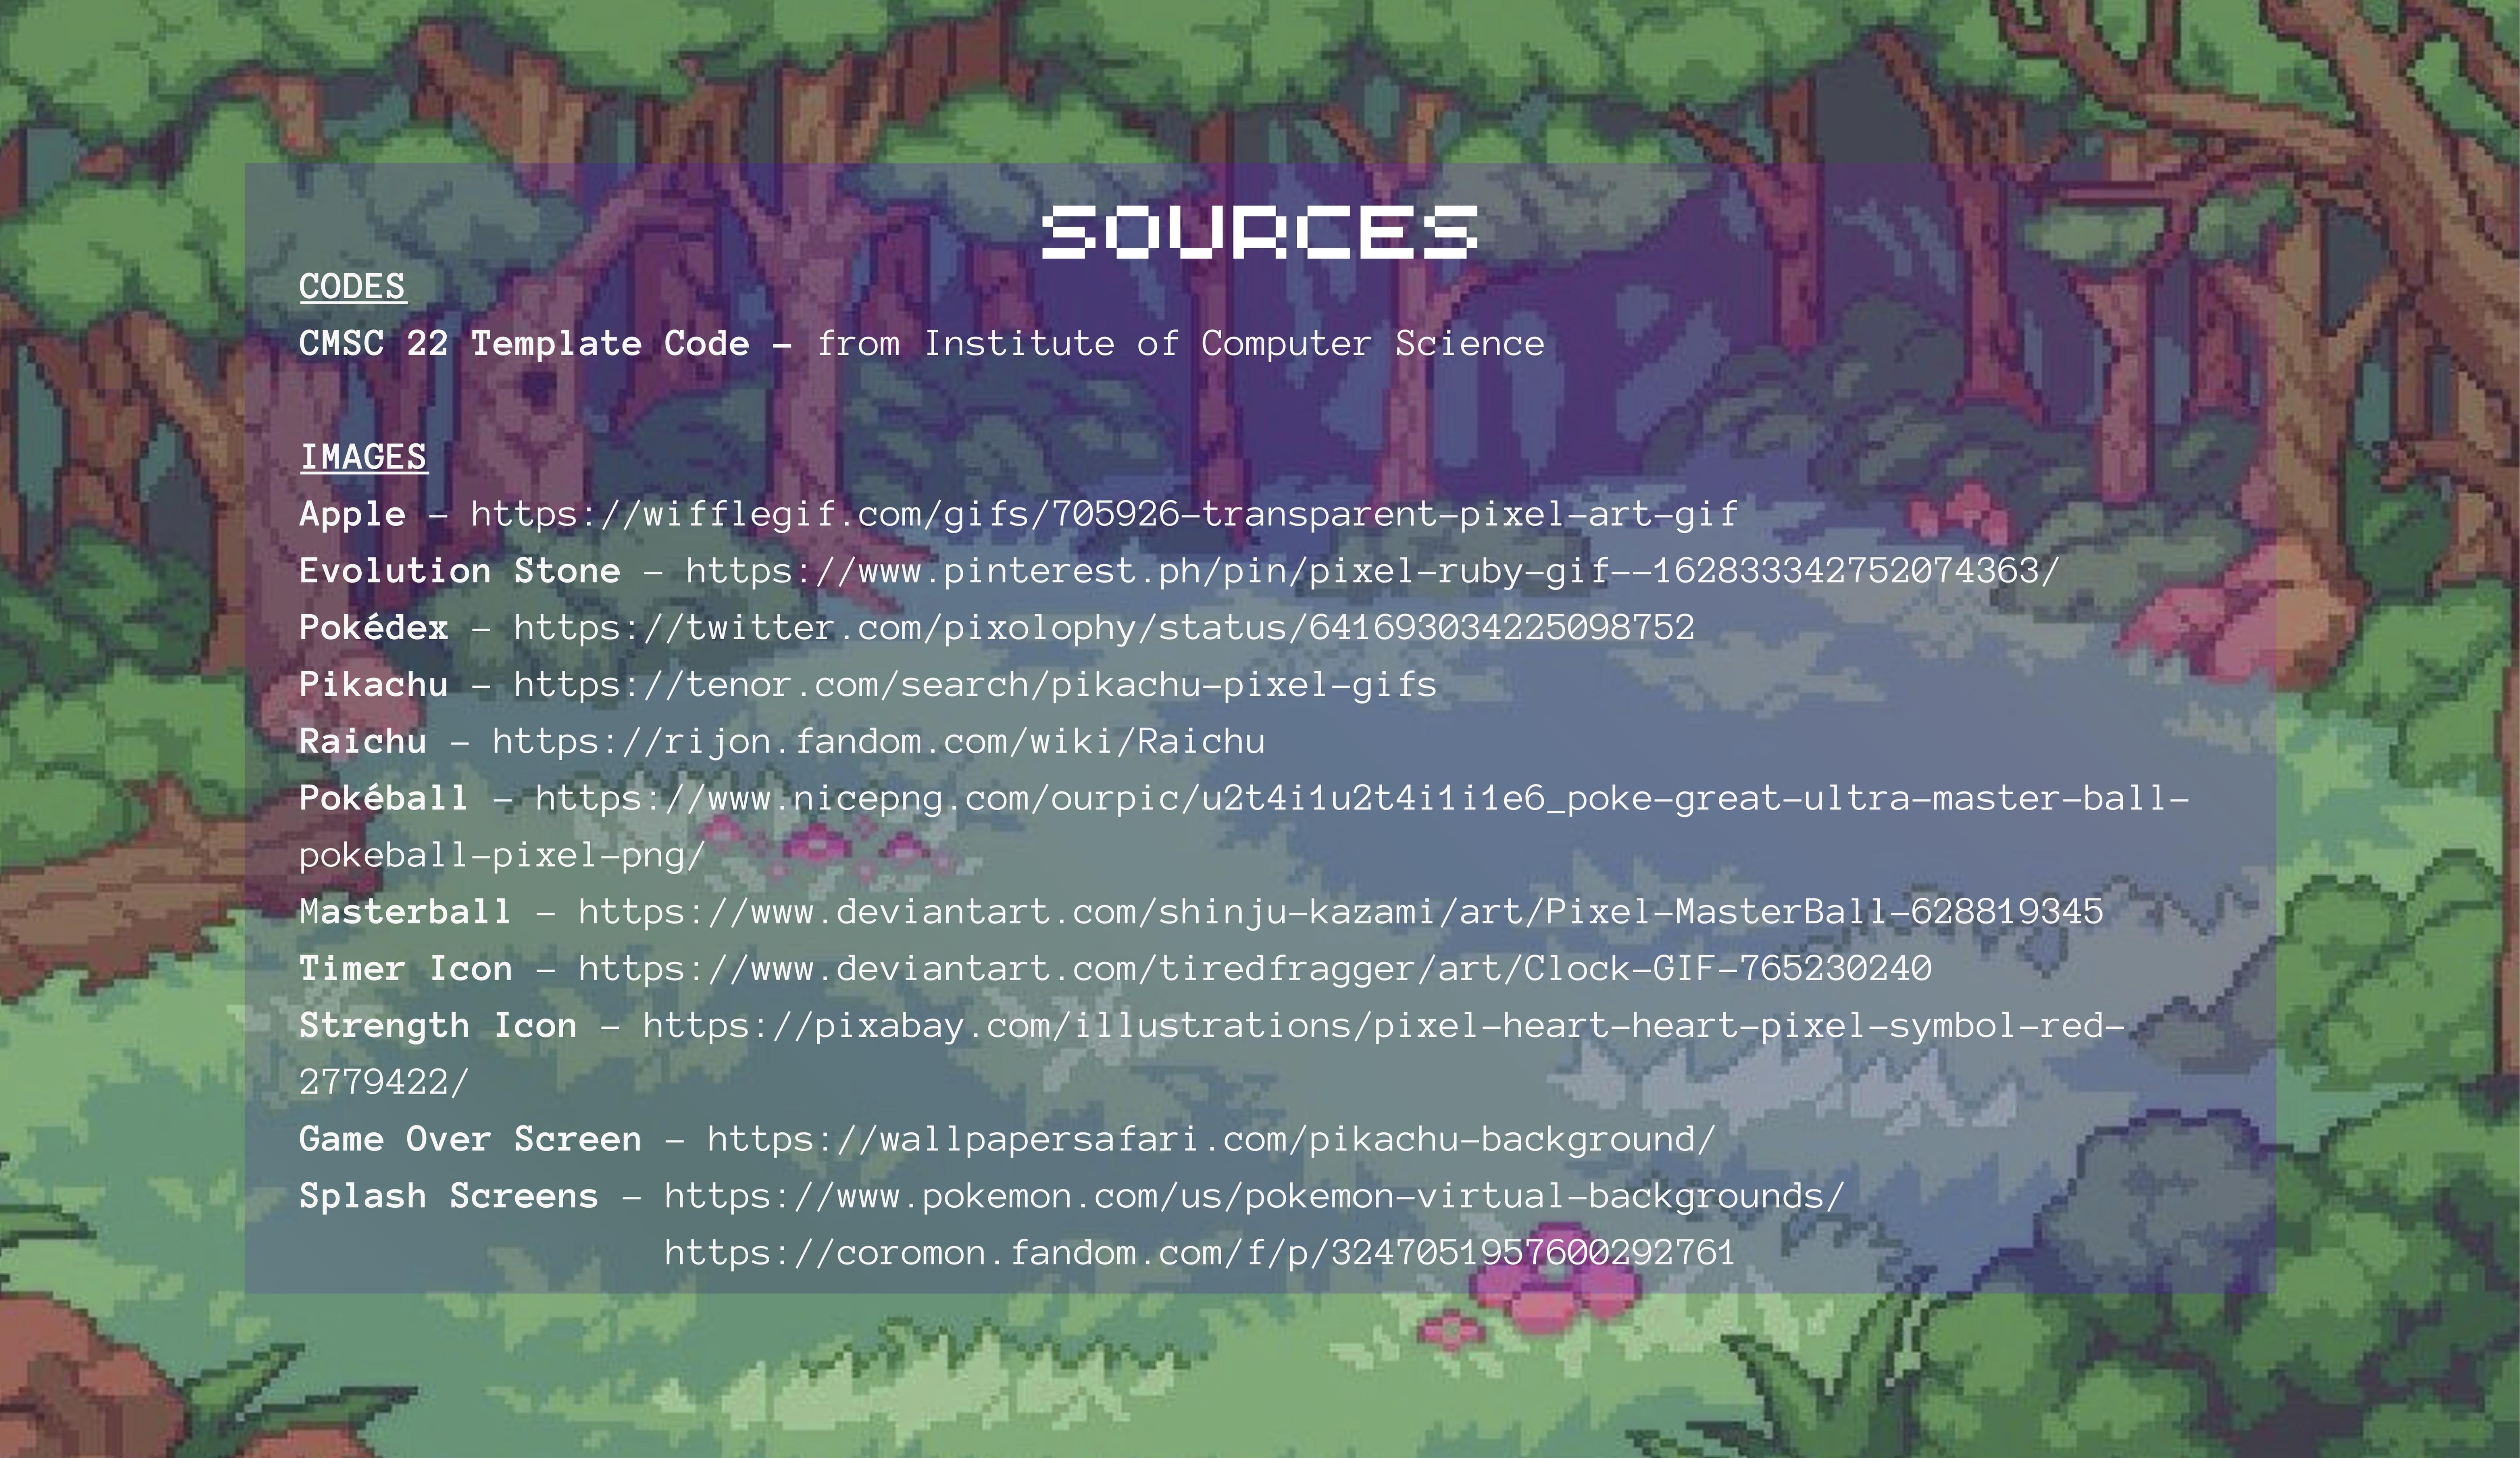 SOURCES
CODES
CMSC 22 Template Code - from Institute of Computer Science
IMAGES
Apple - https://wifflegif.com/gifs/705926-transparent-pixel-art-gif
Evolution Stone - https://www.pinterest.ph/pin/pixel-ruby-gif--162833342752074363/
Pokédex - https://twitter.com/pixolophy/status/641693034225098752
Pikachu - https://tenor.com/search/pikachu-pixel-gifs
Raichu - https://rijon.fandom.com/wiki/Raichu
Pokéball - https://www.nicepng.com/ourpic/u2t4i1u2t4i1i1e6_poke-great-ultra-master-ball-
pokeball-pixel-png/
Masterball - https://www.deviantart.com/shinju-kazami/art/Pixel-MasterBall-628819345
Timer Icon - https://www.deviantart.com/tiredfragger/art/Clock-GIF-765230240
Strength Icon - https://pixabay.com/illustrations/pixel-heart-heart-pixel-symbol-red-
2779422/
Game Over Screen - https://wallpapersafari.com/pikachu-background/
Splash Screens - https://www.pokemon.com/us/pokemon-virtual-backgrounds/
https://coromon.fandom.com/f/p/3247051957600292761